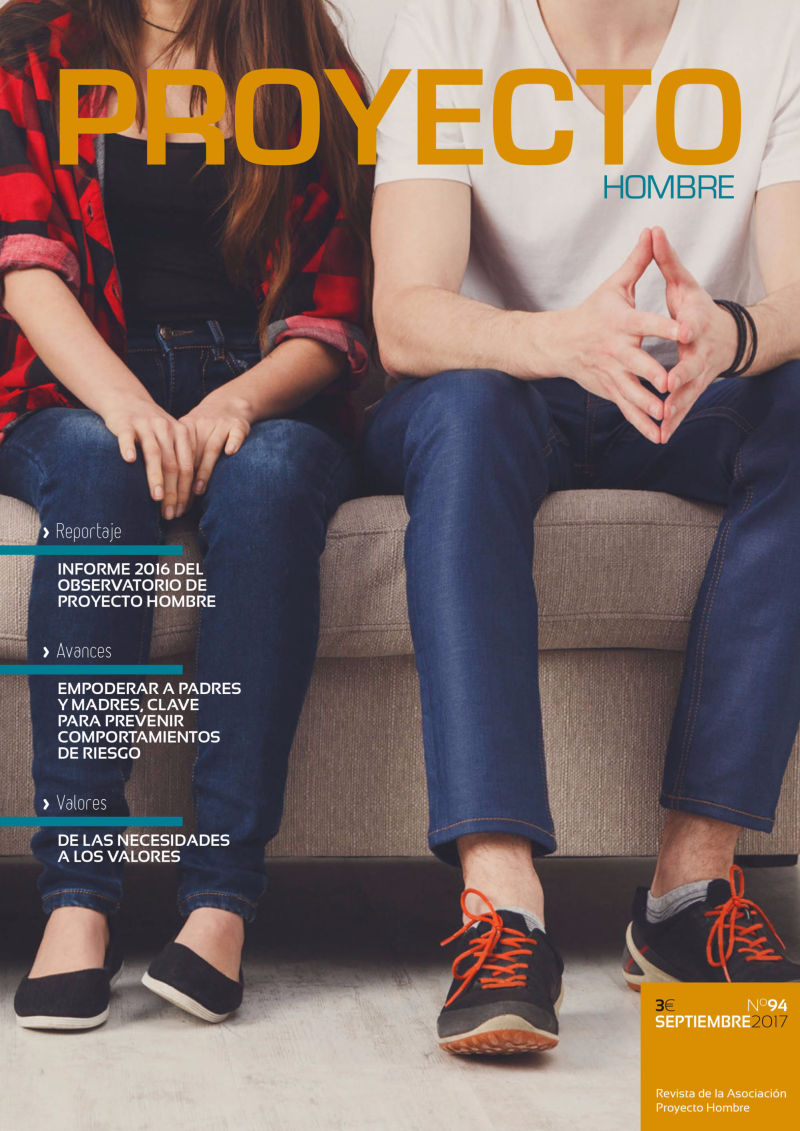 PROYECTO
HOMBRE
› Reportaje
INFORME 2016 DEL
OBSERVATORIO DE
PROYECTO HOMBRE
› Avances
EMPODERAR A PADRES
Y MADRES, CLAVE
PARA PREVENIR
COMPORTAMIENTOS
DE RIESGO
› Valores
DE LAS NECESIDADES
A LOS VALORES
3€ Nº94
SEPTIEMBRE2017
Revista de la Asociación
Proyecto Hombre